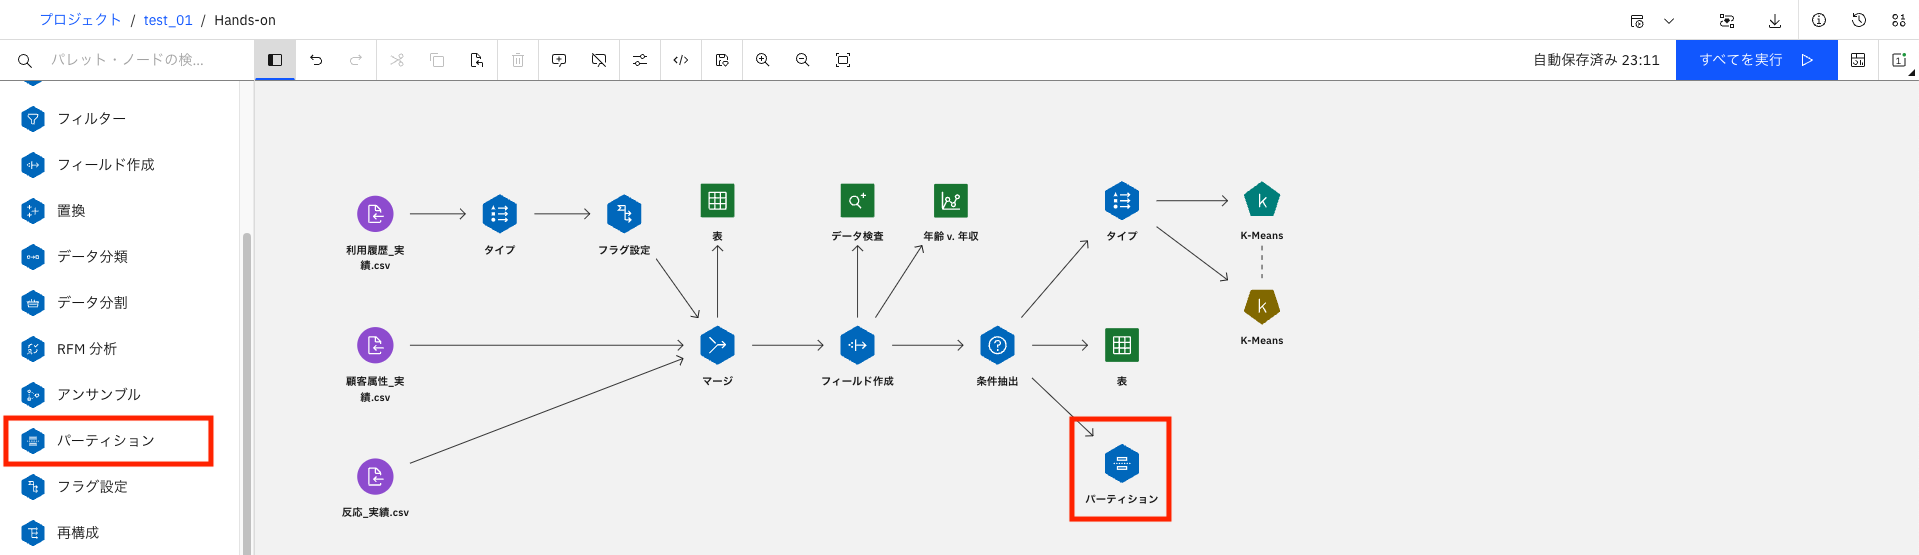 プロジェクト / test_01 / Hands-on
パレット・ノードの検...
自動保存済み 23:11
すべてを実行
フィルター
フィールド作成
置換
データ分類
データ分割
RFM 分析
アンサンブル
パーティション
フラグ設定
再構成
利用履歴_実
績.csv
タイプ
フラグ設定
表
データ検査
年齢 v. 年収
タイプ
K-Means
K-Means
顧客属性_実
績.csv
マージ
フィールド作成
条件抽出
表
反応_実績.csv
パーティション